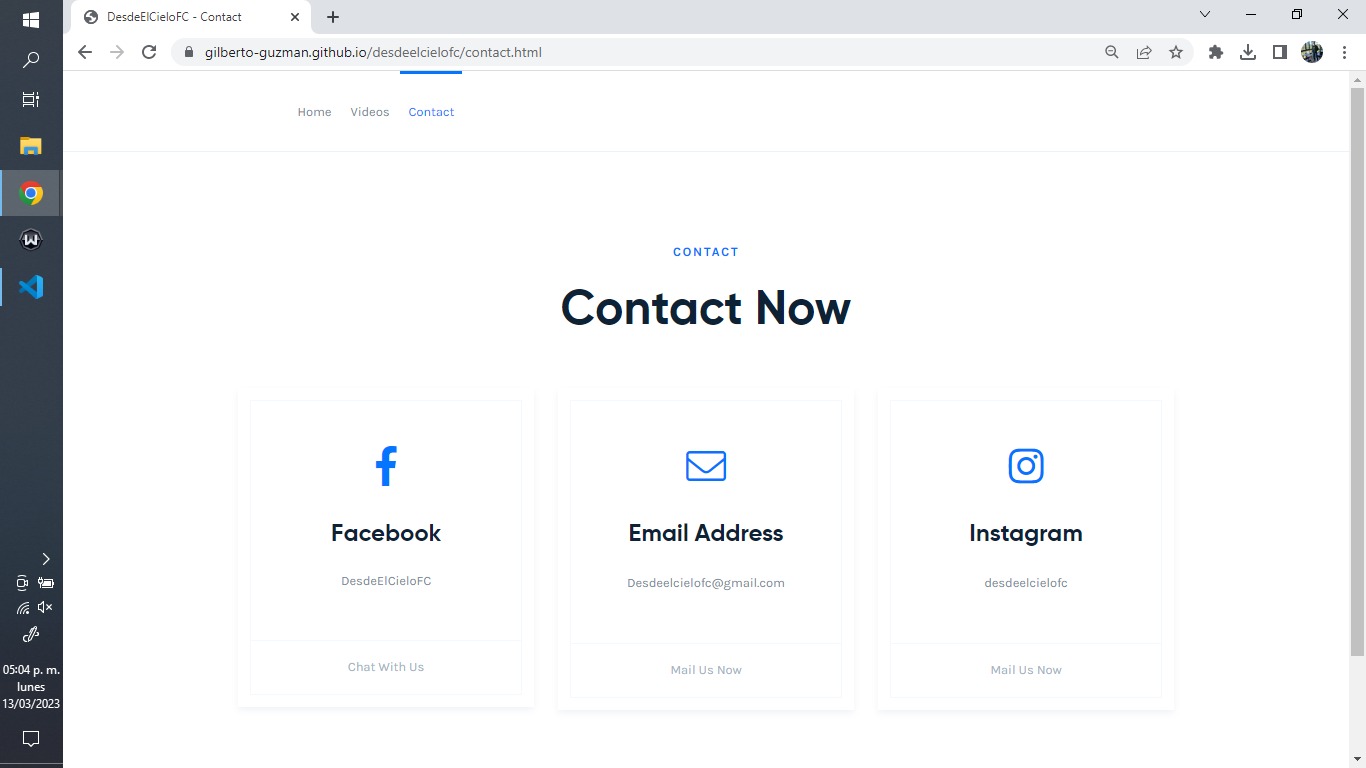 DesdeElCieloFC - Contact
gilberto-guzman.github.io/desdeelcielofc/contact.html
Home Videos Contact
CONTACT
Contact Now
Facebook
DesdeElCieloFC
Chat With Us
Email Address
Desdeelcielofc@gmail.com
Mail Us Now
Instagram
desdeelcielofc
Mail Us Now
05:04 p. m.
lunes
13/03/2023